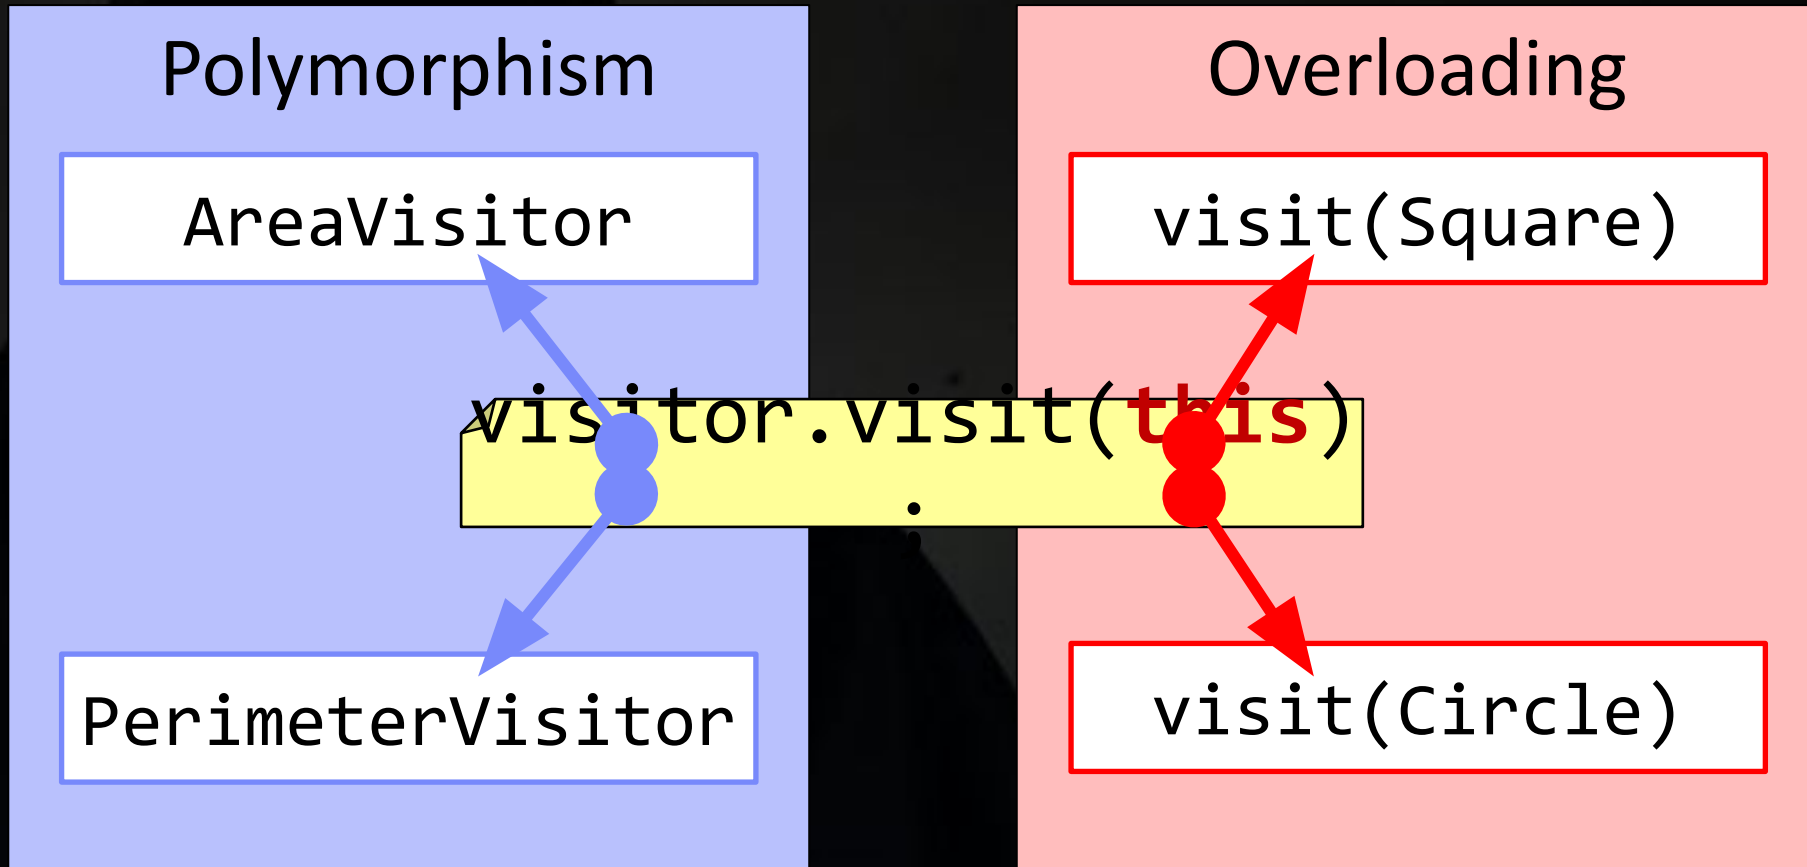 Polymorphism
Overloading
AreaVisitor
visit(Square)
visitor.visit(this)
;
PerimeterVisitor
visit(Circle)